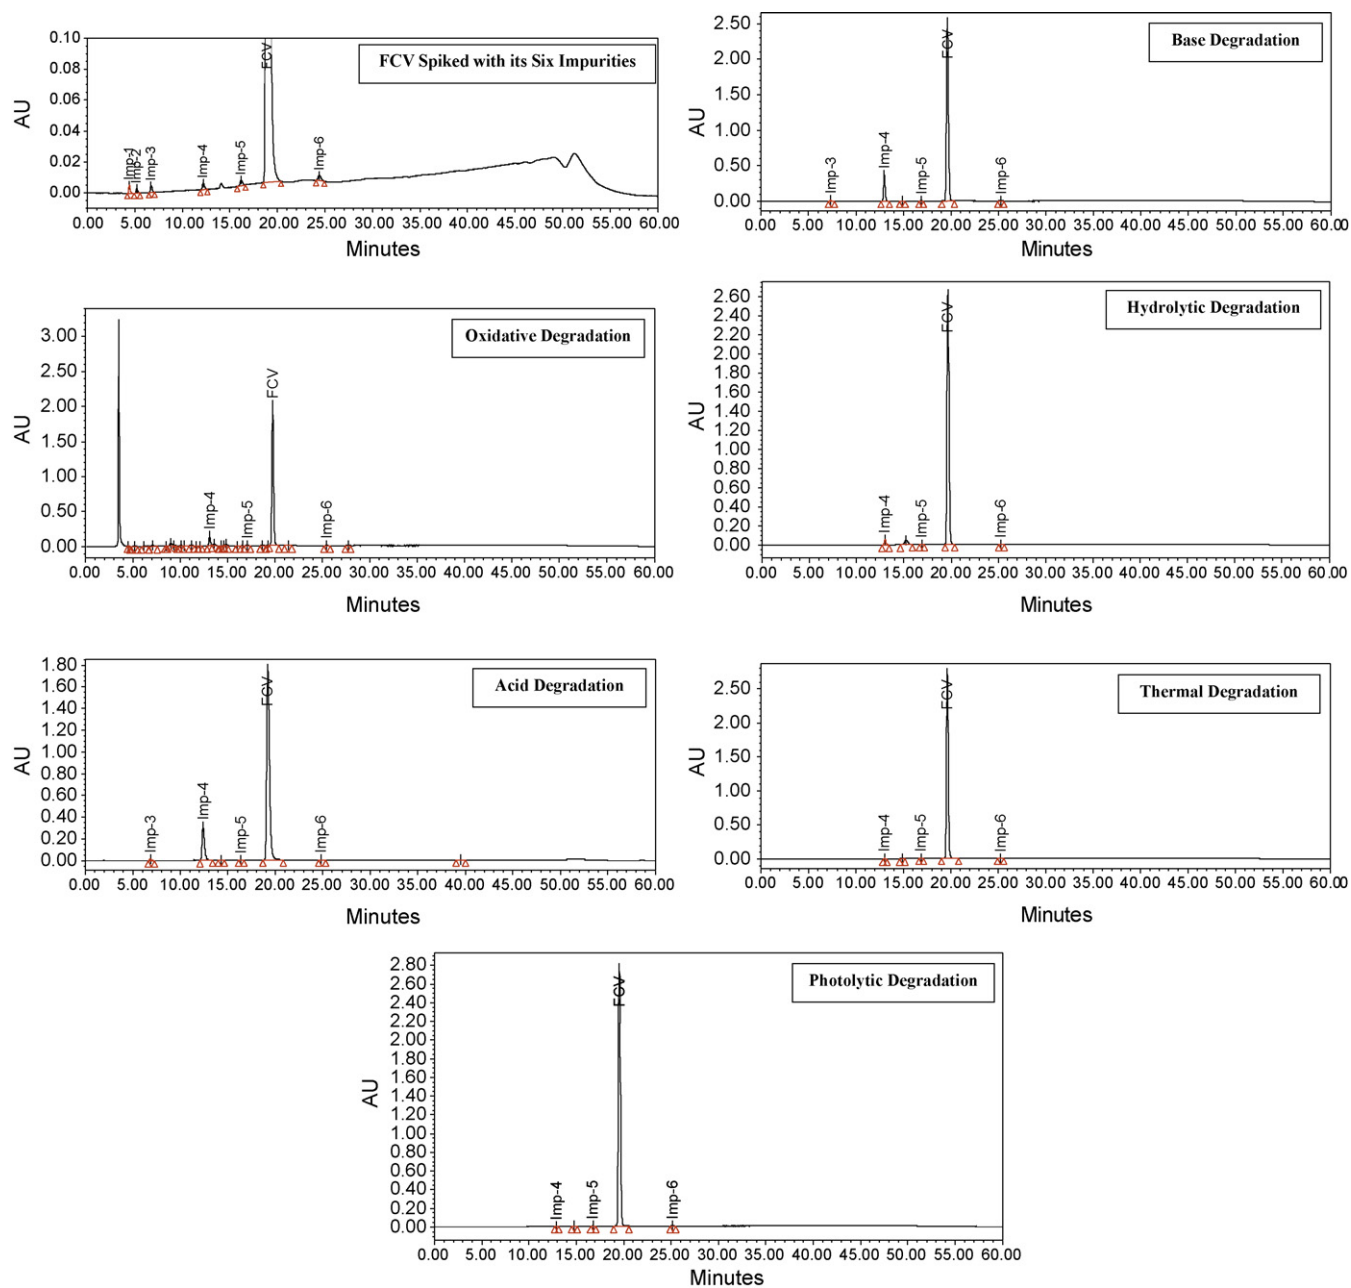 FCV Spiked with its Six Impurities
AU
0.10
0.08
0.06
0.04
0.02
0.00
Imp-1
Imp-2
Imp-3
Imp-4
Imp-5
FCV
Imp-6
0.00 10.00 20.00 30.00 40.00 50.00 60.00
Minutes
Base Degradation
AU
2.50
2.00
1.50
1.00
0.50
0.00
Imp-3
Imp-4
Imp-5
FCV
Imp-6
0.00 5.00 10.00 15.00 20.00 25.00 30.00 35.00 40.00 45.00 50.00 55.00 60.00
Minutes
Oxidative Degradation
AU
3.00
2.50
2.00
1.50
1.00
0.50
0.00
Imp-4
Imp-5
FCV
Imp-6
0.00 5.00 10.00 15.00 20.00 25.00 30.00 35.00 40.00 45.00 50.00 55.00 60.00
Minutes
Hydrolytic Degradation
AU
2.60
2.40
2.20
2.00
1.80
1.60
1.40
1.20
1.00
0.80
0.60
0.40
0.20
0.00
Imp-4
Imp-5
FCV
Imp-6
0.00 5.00 10.00 15.00 20.00 25.00 30.00 35.00 40.00 45.00 50.00 55.00 60.00
Minutes
Acid Degradation
AU
1.80
1.60
1.40
1.20
1.00
0.80
0.60
0.40
0.20
0.00
Imp-3
Imp-4
Imp-5
FCV
Imp-6
0.00 5.00 10.00 15.00 20.00 25.00 30.00 35.00 40.00 45.00 50.00 55.00 60.00
Minutes
Thermal Degradation
AU
2.50
2.00
1.50
1.00
0.50
0.00
Imp-4
Imp-5
FCV
Imp-6
0.00 5.00 10.00 15.00 20.00 25.00 30.00 35.00 40.00 45.00 50.00 55.00 60.00
Minutes
Photolytic Degradation
AU
2.80
2.60
2.40
2.20
2.00
1.80
1.60
1.40
1.20
1.00
0.80
0.60
0.40
0.20
0.00
Imp-4
Imp-5
FCV
Imp-6
0.00 5.00 10.00 15.00 20.00 25.00 30.00 35.00 40.00 45.00 50.00 55.00 60.00
Minutes